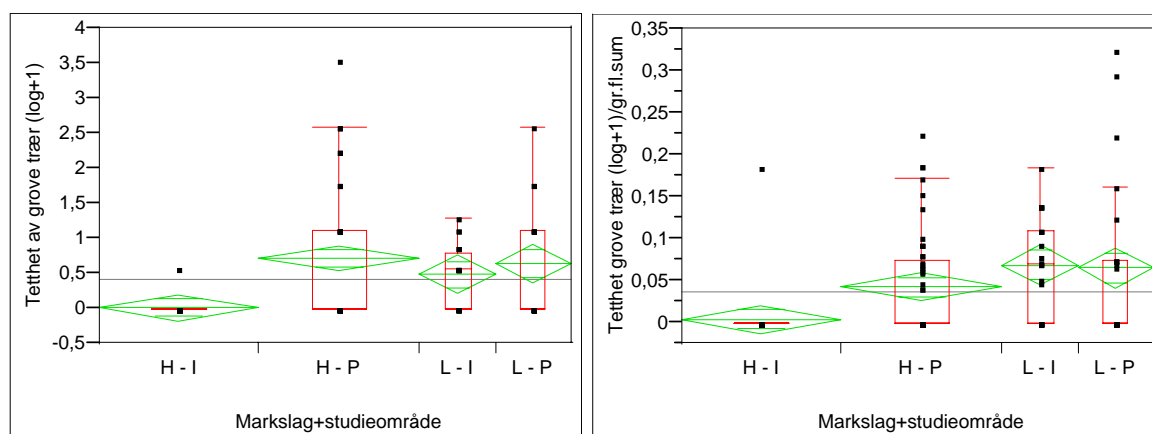 Tetthet av grove trær (log+1)
4
3,5
3
2,5
2
1,5
1
0,5
0
-0,5
H - I
H - P
L - I
L - P
Markslag+studieområde
Tetthet grove trær (log+1)/gr.fl.sum
0,35
0,3
0,25
0,2
0,15
0,1
0,05
0
H - I
H - P
L - I
L - P
Markslag+studieområde